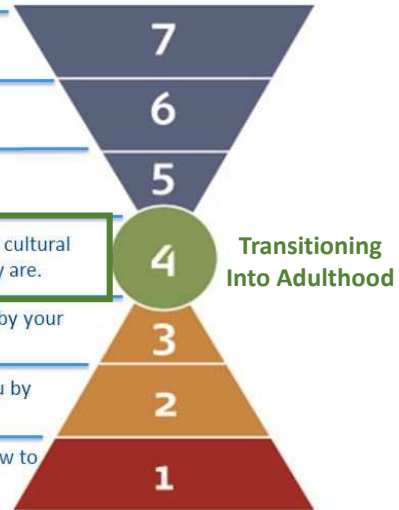 7
6
5
cultural
are.
4
Transitioning
Into Adulthood
by your
3
by
2
to
1